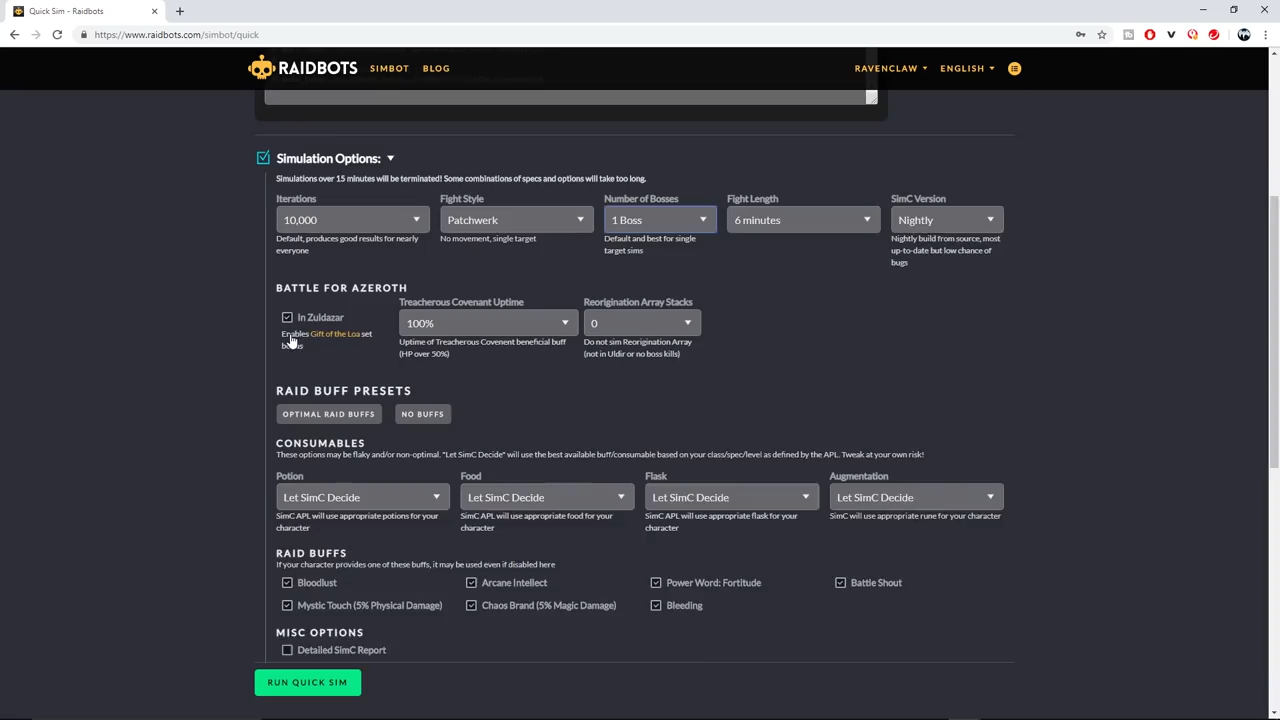 Quick Sim - Raidbots
https://www.raidbots.com/simbot/quick
RAIDBOTS
SIMBOT
BLOG
RAVENCLAW
ENGLISH
Simulation Options:
Simulations over 15 minutes will be terminated! Some combinations of specs and options will take too long.
Iterations
Fight Style
Number of Bosses
Fight Length
SimC Version
10,000
Patchwerk
1 Boss
6 minutes
Nightly
Default, produces good results for nearly
everyone
No movement, single target
Default and best for single
target sims
Nightly build from source, most
up-to-date but low chance of
bugs
BATTLE FOR AZEROTH
In Zuldazar
Enables Gift of the Loa set
Treacherous Covenant Uptime
100%
Uptime of Treacherous Covenent beneficial buff
(HP over 50%)
Reorigination Array Stacks
0
Do not sim Reorigination Array
(not in Uldir or no boss kills)
RAID BUFF PRESETS
OPTIMAL RAID BUFFS
NO BUFFS
CONSUMABLES
These options may be flaky and/or non-optimal. "Let SimC Decide" will use the best available buff/consumable based on your class/spec/level as defined by the APL. Tweak at your own risk!
Potion
Food
Flask
Augmentation
Let SimC Decide
Let SimC Decide
Let SimC Decide
Let SimC Decide
SimC APL will use appropriate potions for your
character
SimC APL will use appropriate food for your
character
SimC APL will use appropriate flask for your
character
SimC will use appropriate rune for your character
RAID BUFFS
If your character provides one of these buffs, it may be used even if disabled here
Bloodlust
Arcane Intellect
Power Word: Fortitude
Battle Shout
Mystic Touch (5% Physical Damage)
Chaos Brand (5% Magic Damage)
Bleeding
MISC OPTIONS
Detailed SimC Report
RUN QUICK SIM